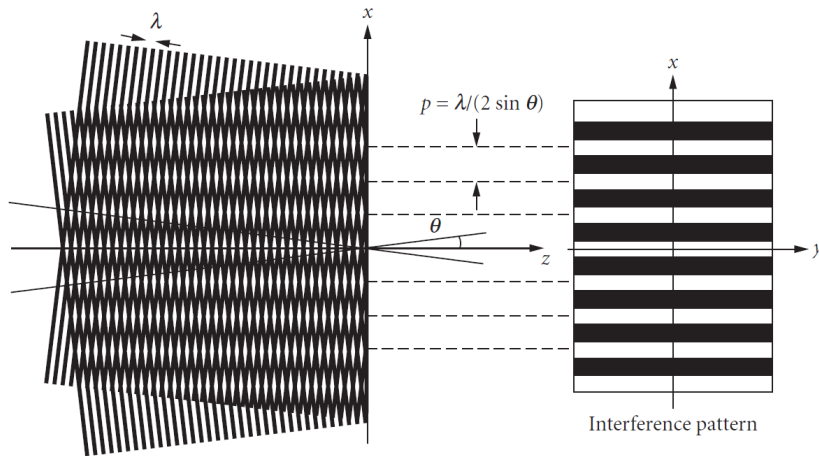 λ
x
p = λ/(2 sin θ)
x
θ
z
y
Interference pattern